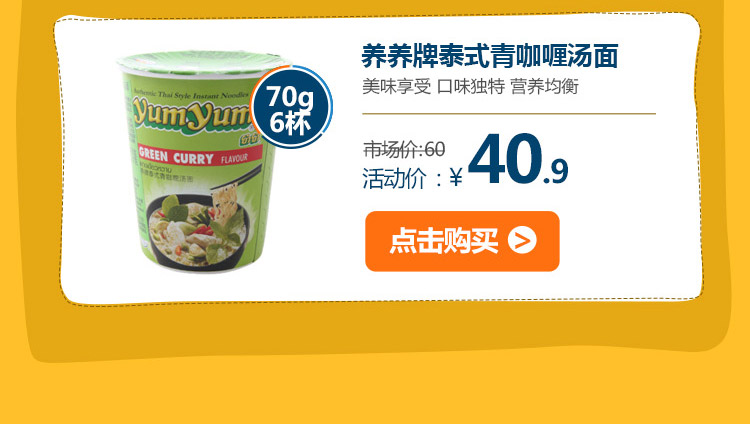 养养牌泰式青咖喱汤面
美味享受 口味独特 营养均衡
市场价:60
活动价：¥40.9
点击购买 >
70g
6杯
Authentic Thai Style Instant Noodles
YumYum
养养
GREEN CURRY FLAVOUR